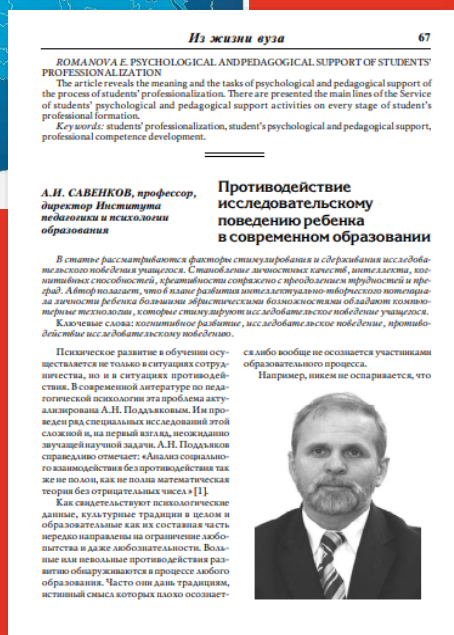 Из жизни вуза
67
ROMANOVA E. PSYCHOLOGICAL AND PEDAGOGICAL SUPPORT OF STUDENTS'
PROFESSIONALIZATION
The article reveals the meaning and the tasks of psychological and pedagogical support of
the process of students' professionalization. There are presented the main lines of the Service
of students' psychological and pedagogical support activities on every stage of student's
professional formation.
Keywords: students' professionalization, student's psychological and pedagogical support,
professional competence development.
А.И. САВЕНКОВ, профессор,
директор Института
педагогики и психологии
образования
Противодействие
исследовательскому
поведению ребенка
в современном образовании
В статье рассматриваются факторы стимулирования и сдерживания исследова-
тельского поведения учащегося. Становление личностных качеств, интеллекта, ког-
нитивных способностей, креативности сопряжено с преодолением трудностей и пре-
град. Автор полагает, что в плане развития интеллектуально-творческого потенциа-
ла личности ребенка большими эвристическими возможностями обладают компью-
терные технологии, которые стимулируют исследовательское поведение учащегося.
Ключевые слова: когнитивное развитие, исследовательское поведение, противо-
действие исследовательскому поведению.
Психическое развитие в обучении осу-
ществляется не только в ситуациях сотруд-
ничества, но и в ситуациях противодей-
ствия. В современной литературе по педа-
гогической психологии эта проблема акту-
ализирована А.Н. Поддъяковым. Им про-
веден ряд специальных исследований этой
сложной и, на первый взгляд, неожиданно
звучащей научной задачи. А.Н. Поддъяков
справедливо отмечает: «Анализ социально-
го взаимодействия без противодействия так
же не полон, как не полна математическая
теория без отрицательных чисел» [1].
Как свидетельствуют психологические
данные, культурные традиции в целом и
образовательные как их составная часть
нередко направлены на ограничение любо-
пытства и даже любознательности. Воль-
ные или невольные противодействия раз-
витию обнаруживаются в процессе любого
образования. Часто они дань традициям,
истинный смысл которых плохо осознает-
ся либо вообще не осознается участниками
образовательного процесса.
Например, никем не оспаривается, что